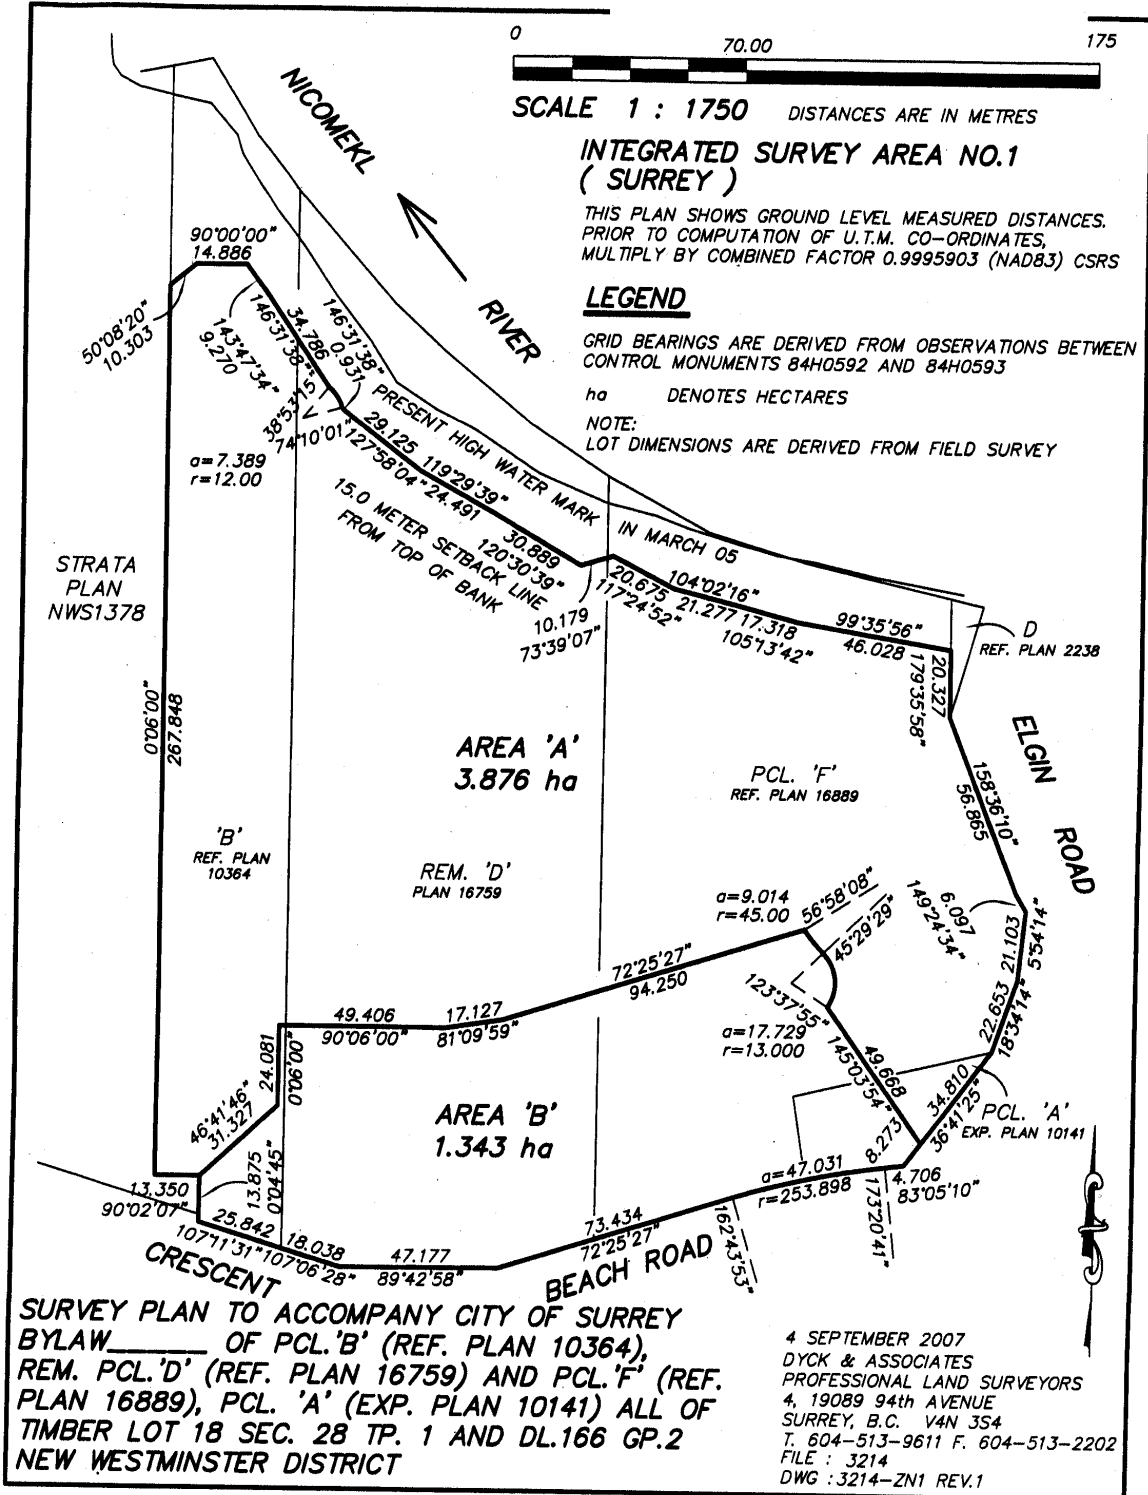 0 70.00 175
SCALE 1 : 1750 DISTANCES ARE IN METRES
INTEGRATED SURVEY AREA NO.1
( SURREY )
THIS PLAN SHOWS GROUND LEVEL MEASURED DISTANCES.
PRIOR TO COMPUTATION OF U.T.M. CO-ORDINATES,
MULTIPLY BY COMBINED FACTOR 0.9995903 (NAD83) CSRS
LEGEND
GRID BEARINGS ARE DERIVED FROM OBSERVATIONS BETWEEN
CONTROL MONUMENTS 84H0592 AND 84H0593
ha DENOTES HECTARES
NOTE:
LOT DIMENSIONS ARE DERIVED FROM FIELD SURVEY
NICOMEKL
RIVER
90°00'00"
14.886
50°08'20"
10.303
34.786
146°31'38"
146°31'38"
0.931
143°47'34"
9.270
38°53'15"
74°10'01"
a=7.389
r=12.00
PRESENT HIGH WATER MARK IN MARCH 05
29.125
127°58'04"
119°29'39"
24.491
30.889
120°30'39"
15.0 METER SETBACK LINE
FROM TOP OF BANK
10.179
73°39'07"
20.675
117°24'52"
104°02'16"
21.277
17.318
105°13'42"
99°35'56"
46.028
D
REF. PLAN 2238
20.327
179°35'58"
STRATA
PLAN
NWS1378
0°06'00"
267.848
AREA 'A'
3.876 ha
PCL. 'F'
REF. PLAN 16889
ELGIN ROAD
158°36'10"
56.865
'B'
REF. PLAN
10364
REM. 'D'
PLAN 16759
a=9.014
r=45.00
56°58'08"
45°29'29"
6.097
149°24'34"
21.103
5°54'14"
72°25'27"
94.250
123°37'55"
a=17.729
r=13.000
22.653
18°34'14"
49.406
90°06'00"
17.127
81°09'59"
24.081
0°06'00"
49.668
145°03'54"
34.810
36°41'25"
PCL. 'A'
EXP. PLAN 10141
46°41'46"
31.327
AREA 'B'
1.343 ha
8.273
13.350
90°02'07"
13.875
0°04'45"
a=47.031
r=253.898
4.706
83°05'10"
173°20'41"
162°43'53"
25.842
107°11'31"
18.038
107°06'28"
47.177
89°42'58"
73.434
72°25'27"
CRESCENT
BEACH ROAD
SURVEY PLAN TO ACCOMPANY CITY OF SURREY
BYLAW______ OF PCL.'B' (REF. PLAN 10364),
REM. PCL.'D' (REF. PLAN 16759) AND PCL.'F' (REF.
PLAN 16889), PCL. 'A' (EXP. PLAN 10141) ALL OF
TIMBER LOT 18 SEC. 28 TP. 1 AND DL.166 GP.2
NEW WESTMINSTER DISTRICT
4 SEPTEMBER 2007
DYCK & ASSOCIATES
PROFESSIONAL LAND SURVEYORS
4, 19089 94th AVENUE
SURREY, B.C. V4N 3S4
T. 604-513-9611 F. 604-513-2202
FILE : 3214
DWG : 3214-ZN1 REV.1